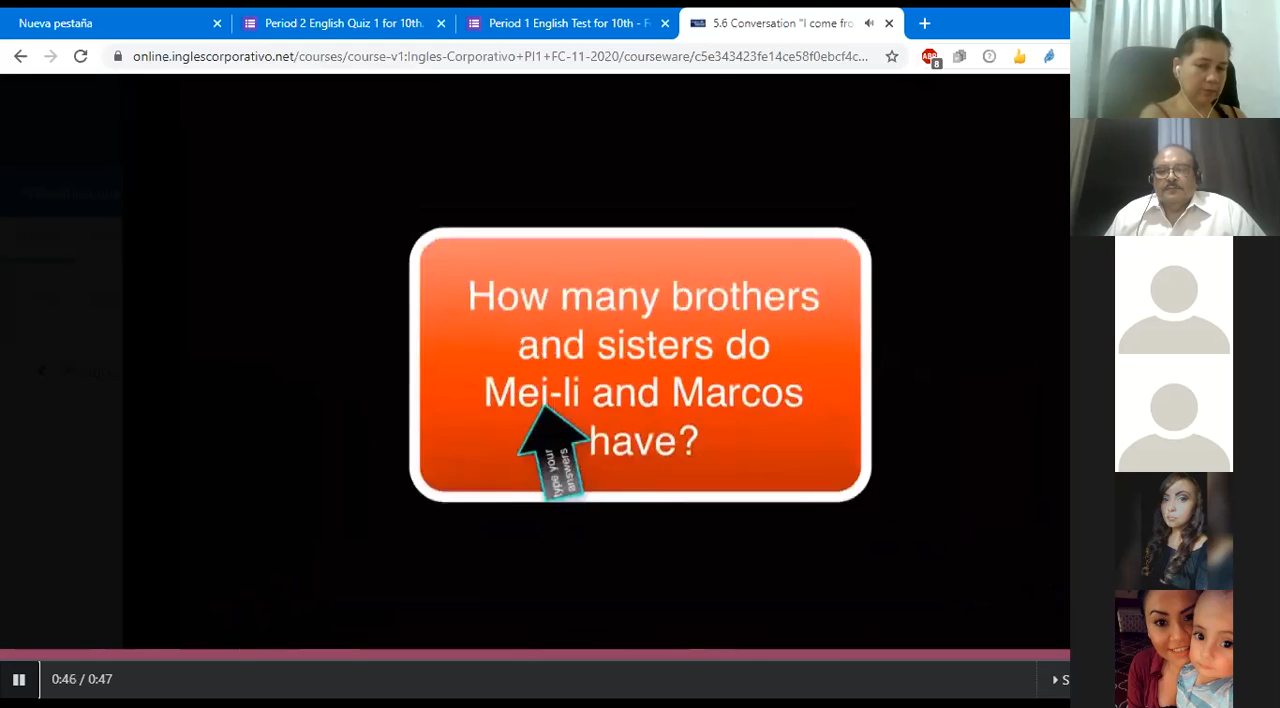 Nueva pestaña
Period 2 English Quiz 1 for 10th.
Period 1 English Test for 10th - F
5.6 Conversation "I come fro
online.inglescorporativo.net/courses/course-v1:Ingles-Corporativo+PI1+FC-11-2020/courseware/c5e343423fe14ce58f0ebcf4c...
ABP
8
How many brothers
and sisters do
Mei-li and Marcos
have?
type your
answers
0:46 / 0:47
S